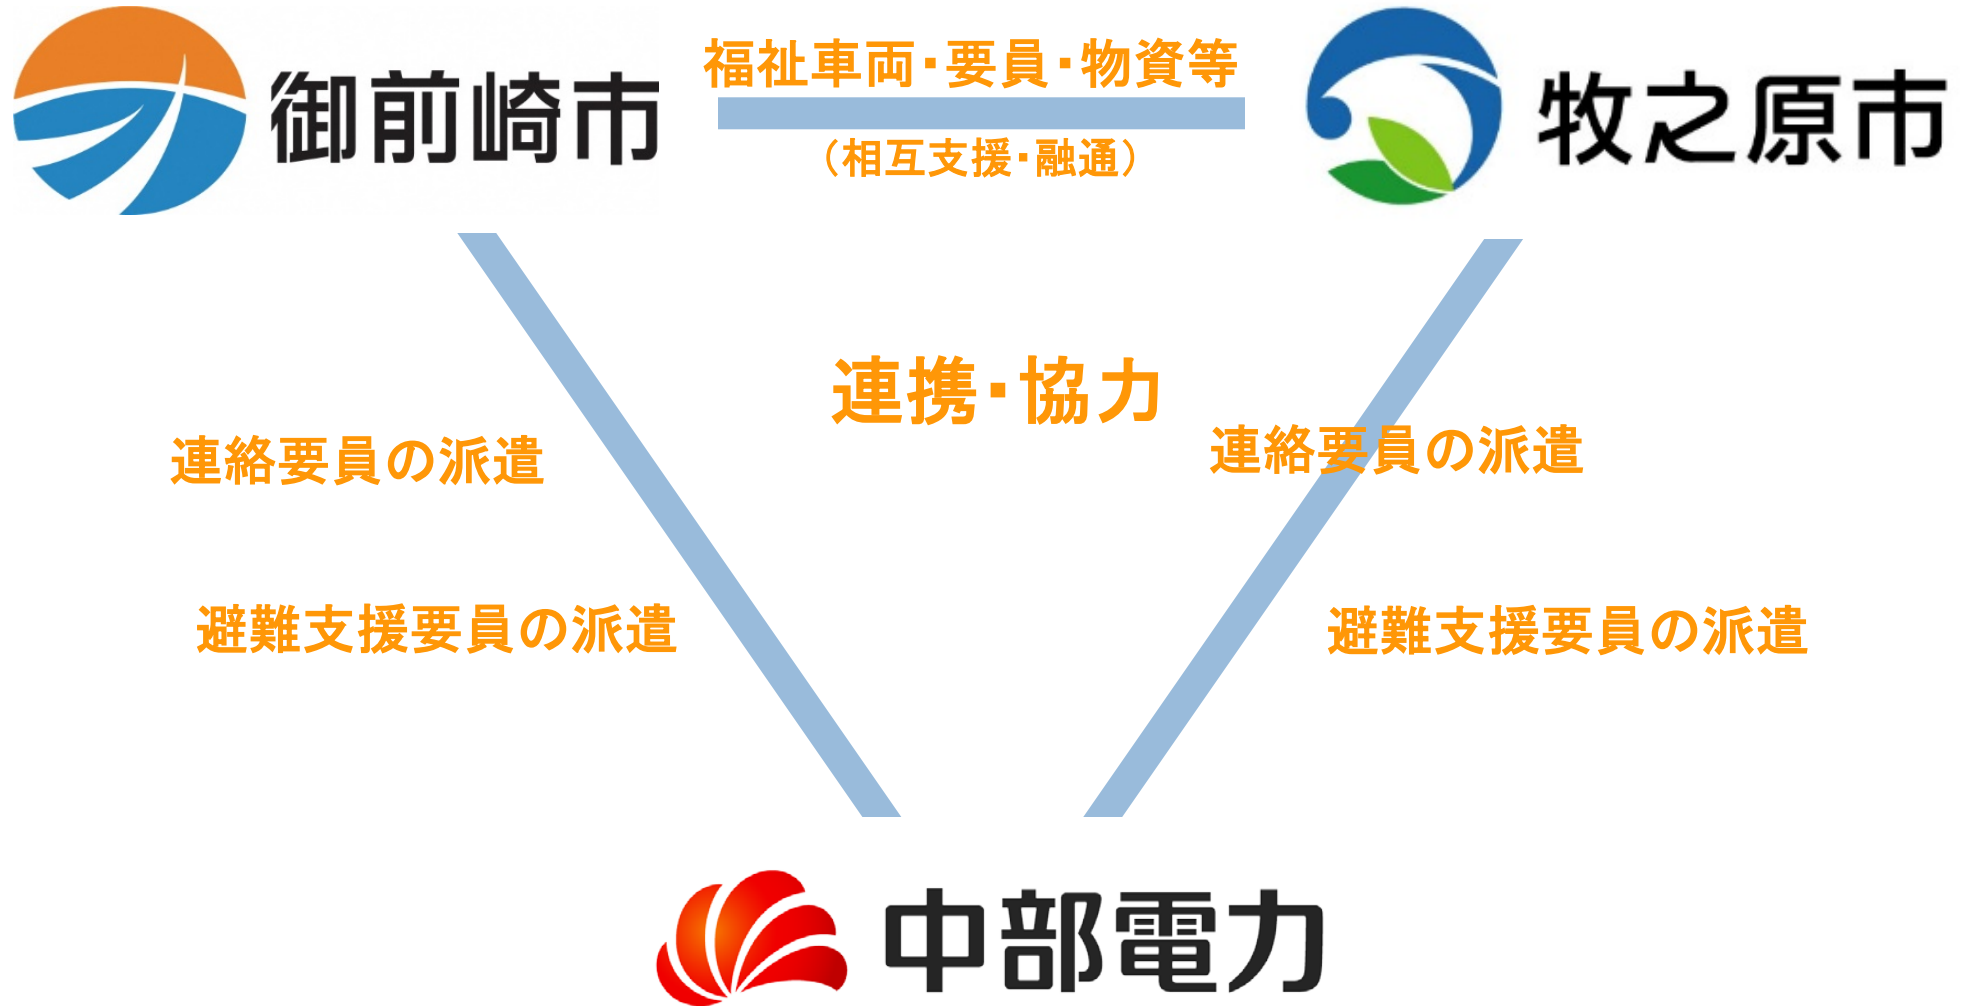 御前崎市
福祉車両・要員・物資等
（相互支援・融通）
牧之原市
連携・協力
連絡要員の派遣
連絡要員の派遣
避難支援要員の派遣
避難支援要員の派遣
中部電力